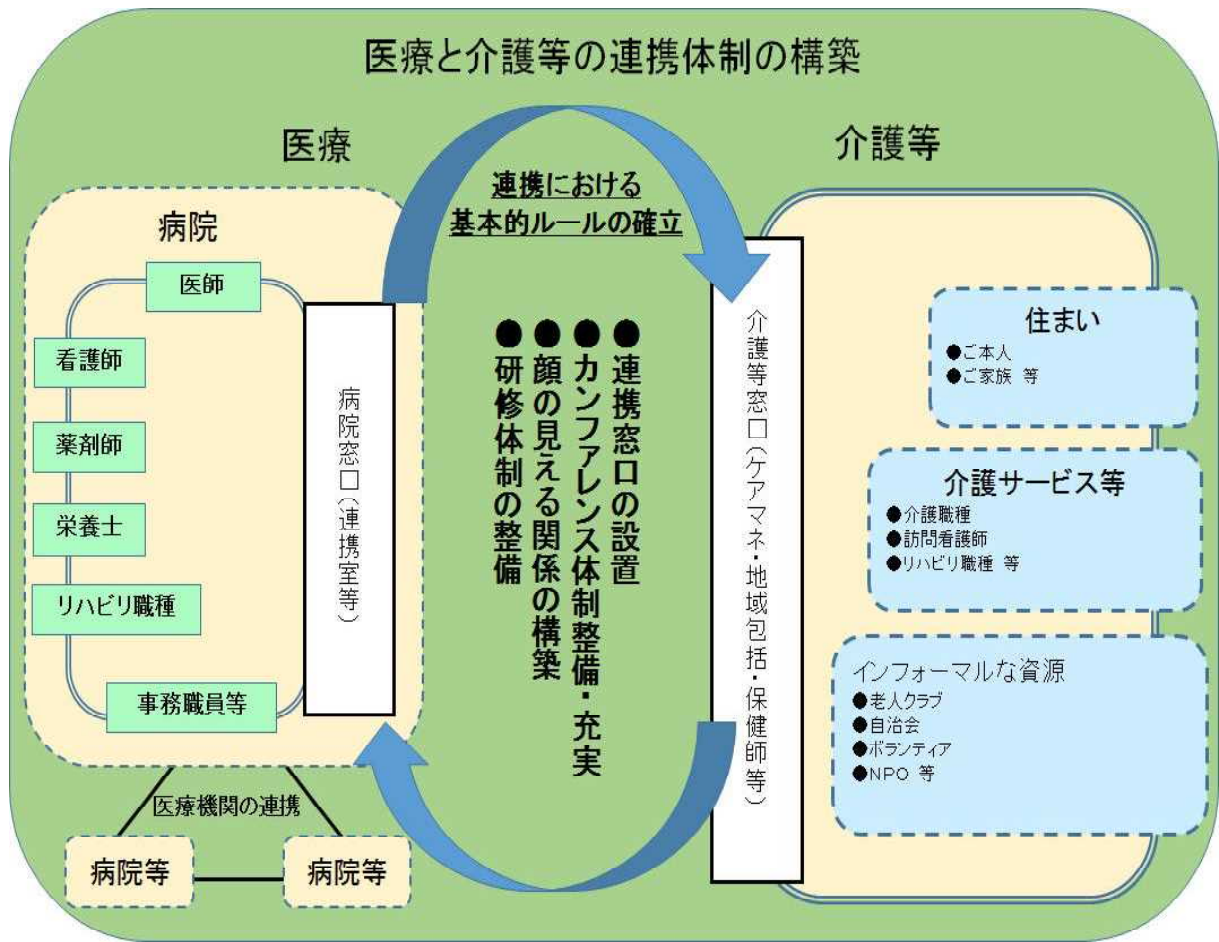 医療と介護等の連携体制の構築
医療
介護等
連携における
基本的ルールの確立
病院
医師
看護師
薬剤師
栄養士
リハビリ職種
事務職員等
病院窓口(連携室等)
●連携窓口の設置
●カンファレンス体制整備・充実
●顔の見える関係の構築
●研修体制の整備
介護等窓口(ケアマネ・地域包括・保健師等)
住まい
●ご本人
●ご家族 等
介護サービス等
●介護職種
●訪問看護師
●リハビリ職種 等
インフォーマルな資源
●老人クラブ
●自治会
●ボランティア
●NPO 等
医療機関の連携
病院等
病院等